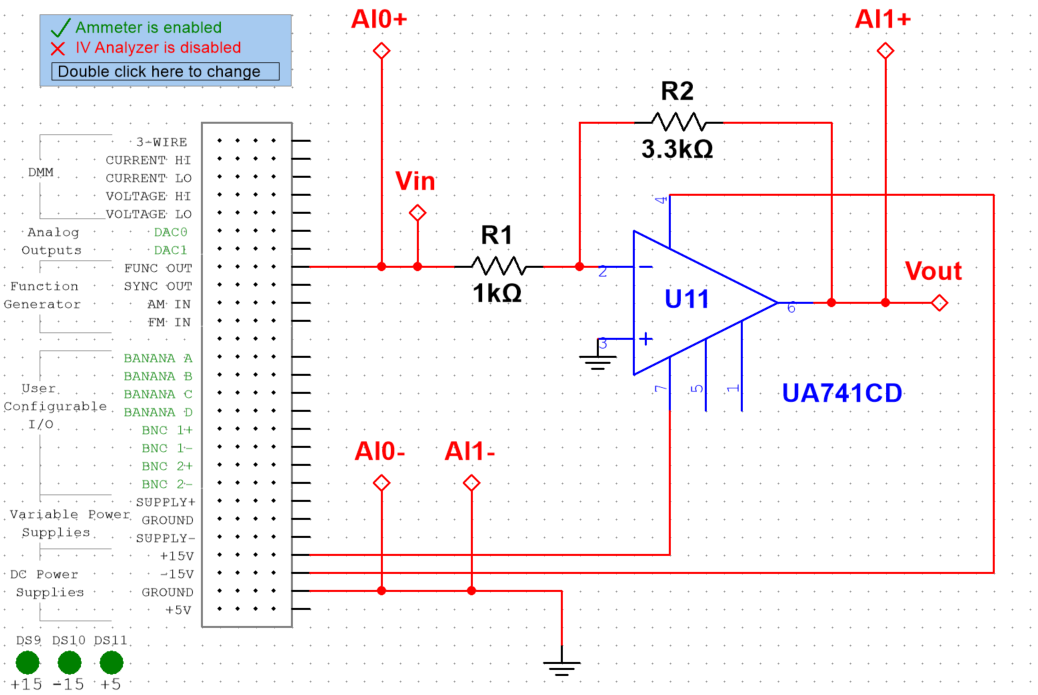 Ammeter is enabled
IV Analyzer is disabled
Double click here to change
AI0+
AI1+
R2
3.3kΩ
Vin
R1
1kΩ
Vout
U11
UA741CD
4
2
3
6
7
5
1
AI0-
AI1-
DMM
3-WIRE
CURRENT HI
CURRENT LO
VOLTAGE HI
VOLTAGE LO
Analog
Outputs
DAC0
DAC1
Function
Generator
FUNC OUT
SYNC OUT
AM IN
FM IN
User
Configurable
I/O
BANANA A
BANANA B
BANANA C
BANANA D
BNC 1+
BNC 1-
BNC 2+
BNC 2-
Variable Power
Supplies
SUPPLY+
GROUND
SUPPLY-
DC Power
Supplies
+15V
-15V
GROUND
+5V
DS9 DS10 DS11
+15 -15 +5